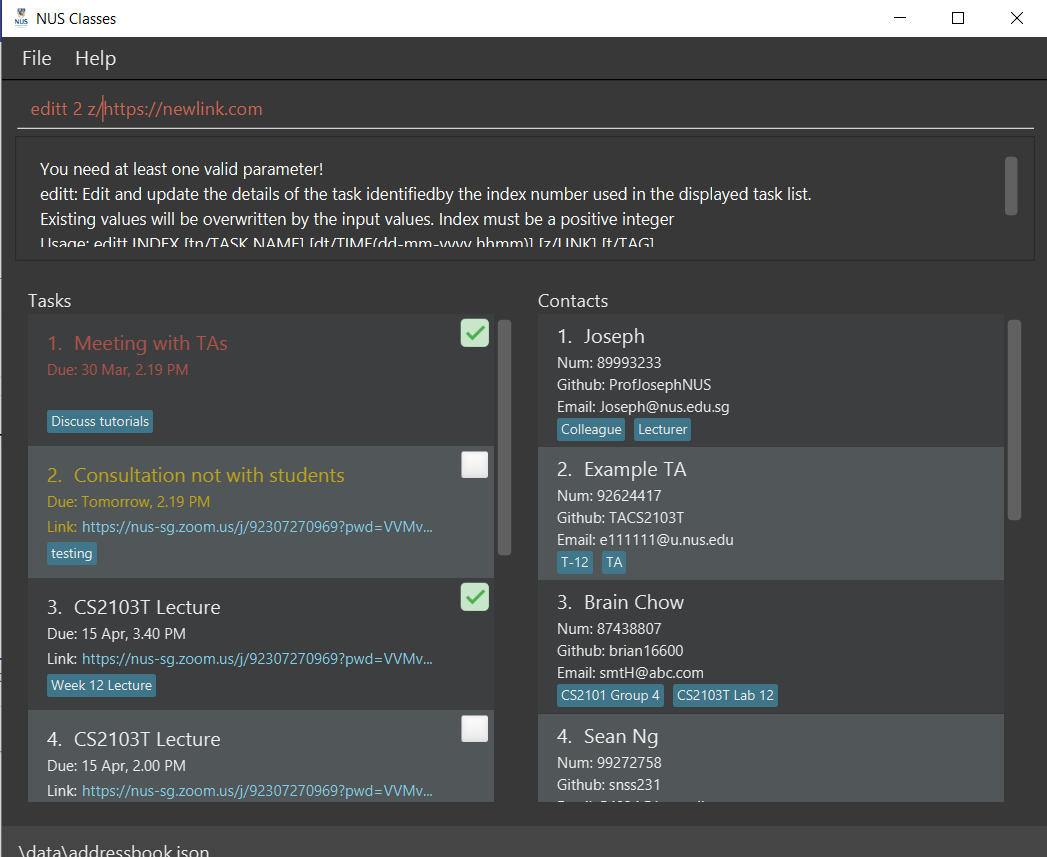 NUS Classes
File Help
editt 2 z/https://newlink.com
You need at least one valid parameter!
editt: Edit and update the details of the task identifiedby the index number used in the displayed task list.
Existing values will be overwritten by the input values. Index must be a positive integer
Usage: editt INDEX [tn/TASK NAME] [dt/TIME(dd-mm-yyyy hhmm)] [z/LINK] [t/TAG]
Tasks
1. Meeting with TAs
Due: 30 Mar, 2.19 PM
Discuss tutorials
2. Consultation not with students
Due: Tomorrow, 2.19 PM
Link: https://nus-sg.zoom.us/j/92307270969?pwd=VVMv...
testing
3. CS2103T Lecture
Due: 15 Apr, 3.40 PM
Link: https://nus-sg.zoom.us/j/92307270969?pwd=VVMv...
Week 12 Lecture
4. CS2103T Lecture
Due: 15 Apr, 2.00 PM
Link: https://nus-sg.zoom.us/j/92307270969?pwd=VVMv...
Contacts
1. Joseph
Num: 89993233
Github: ProfJosephNUS
Email: Joseph@nus.edu.sg
Colleague Lecturer
2. Example TA
Num: 92624417
Github: TACS2103T
Email: e111111@u.nus.edu
T-12 TA
3. Brain Chow
Num: 87438807
Github: brian16600
Email: smtH@abc.com
CS2101 Group 4 CS2103T Lab 12
4. Sean Ng
Num: 99272758
Github: snss231
\data\addressbook.json